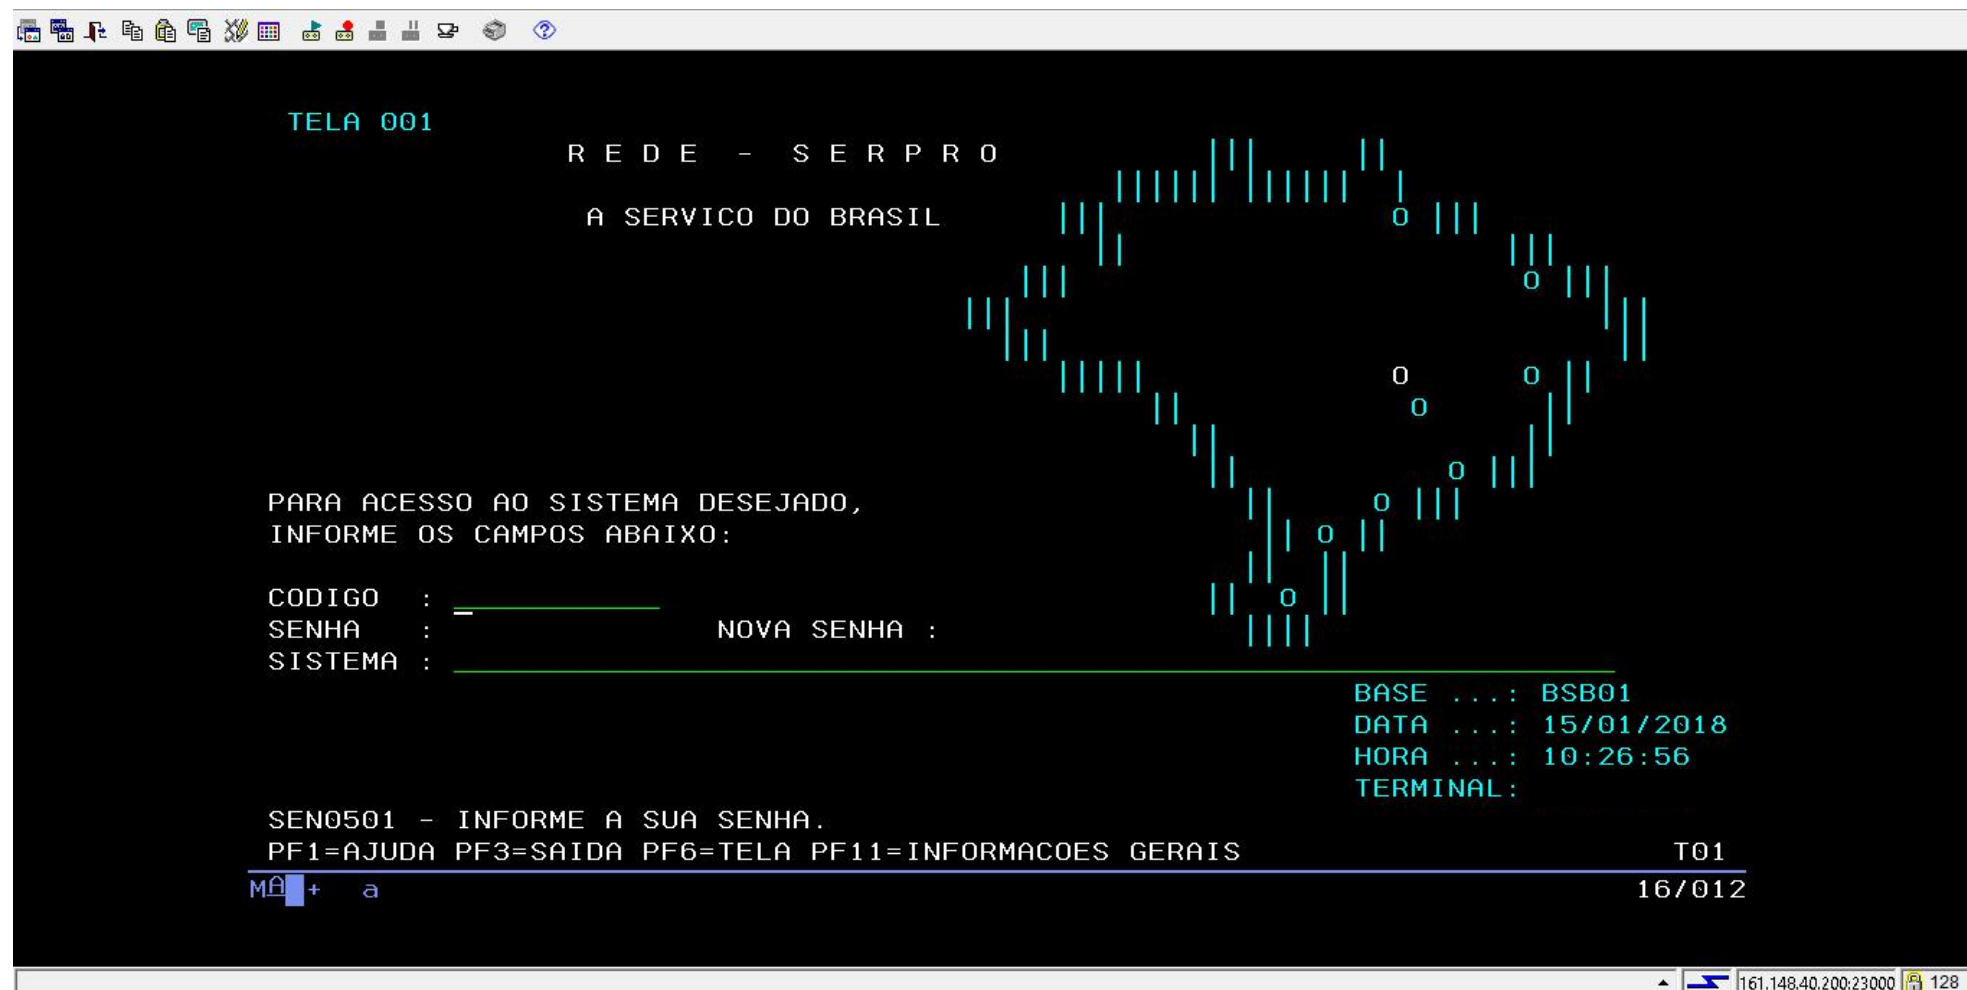 TELA 001
R E D E - S E R P R O
A SERVICO DO BRASIL
PARA ACESSO AO SISTEMA DESEJADO,
INFORME OS CAMPOS ABAIXO:
CODIGO :
SENHA : NOVA SENHA :
SISTEMA :
BASE ...: BSB01
DATA ...: 15/01/2018
HORA ...: 10:26:56
TERMINAL:
SEN0501 - INFORME A SUA SENHA.
PF1=AJUDA PF3=SAIDA PF6=TELA PF11=INFORMACOES GERAIS T01
MA + a 16/012
161.148.40.200:23000 128